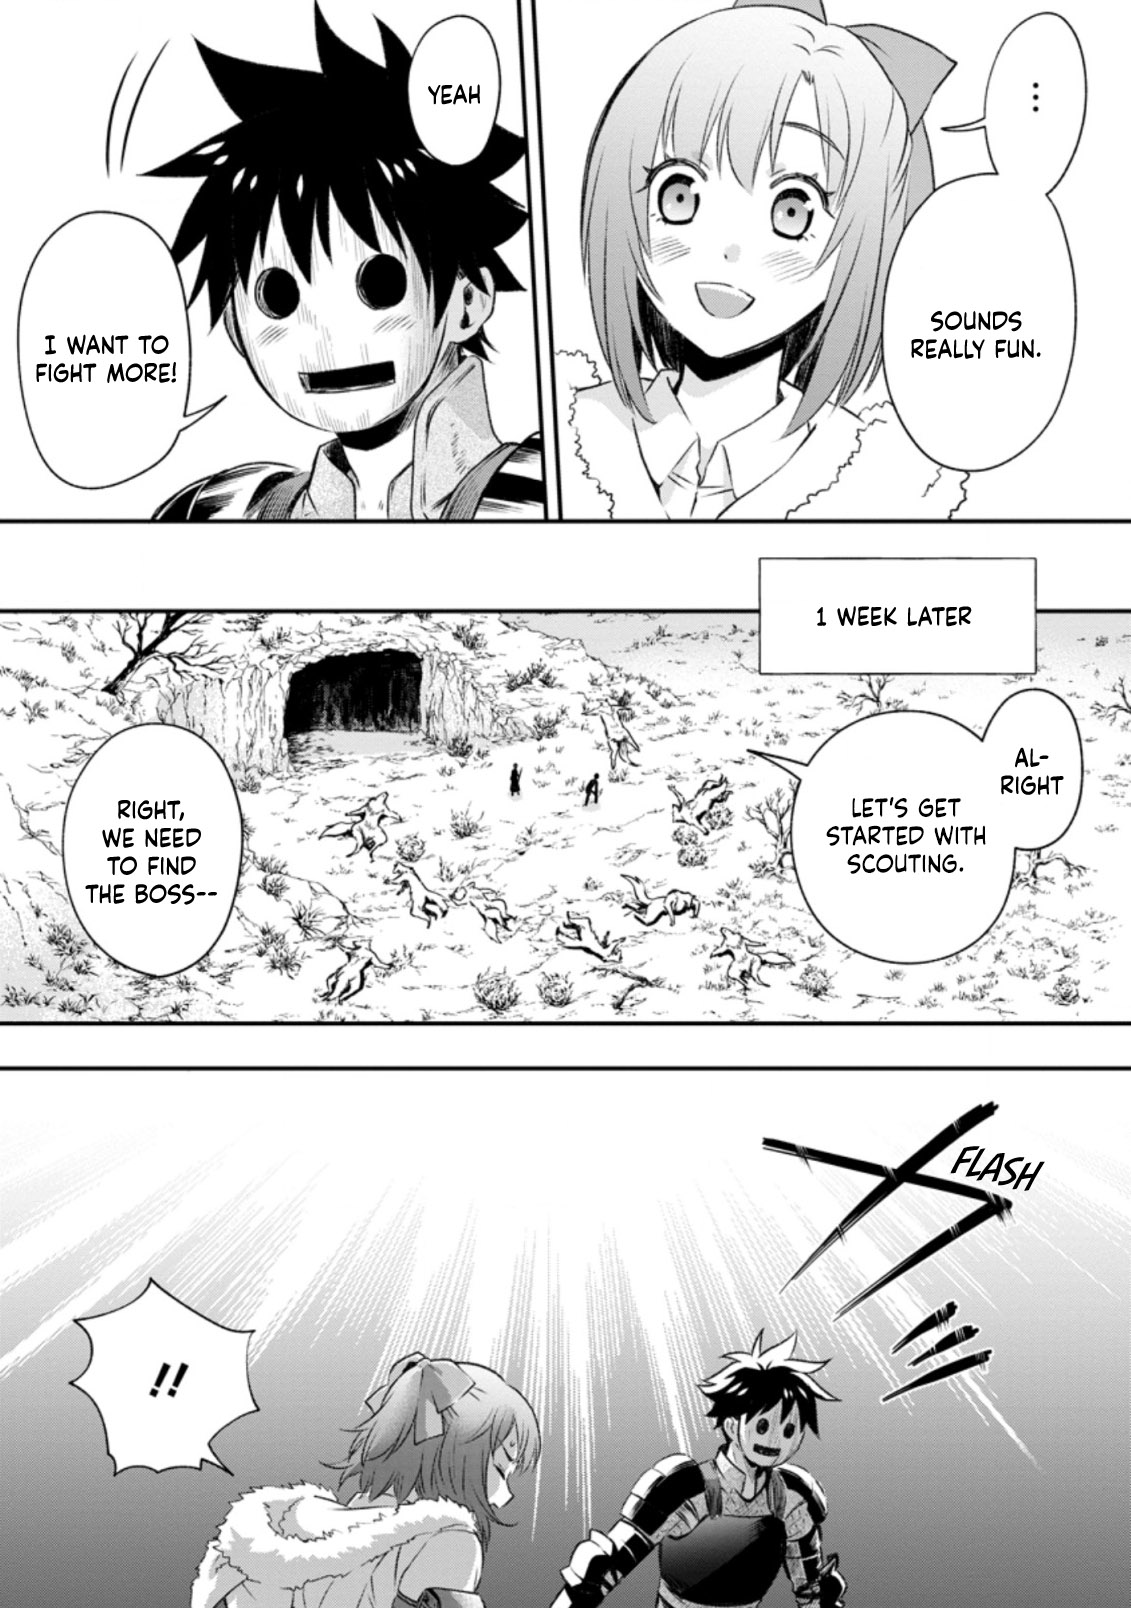 ...
SOUNDS
REALLY FUN.
YEAH
I WANT TO
FIGHT MORE!
1 WEEK LATER
AL-
RIGHT
LET'S GET
STARTED WITH
SCOUTING.
RIGHT,
WE NEED
TO FIND
THE BOSS--
FLASH
!!